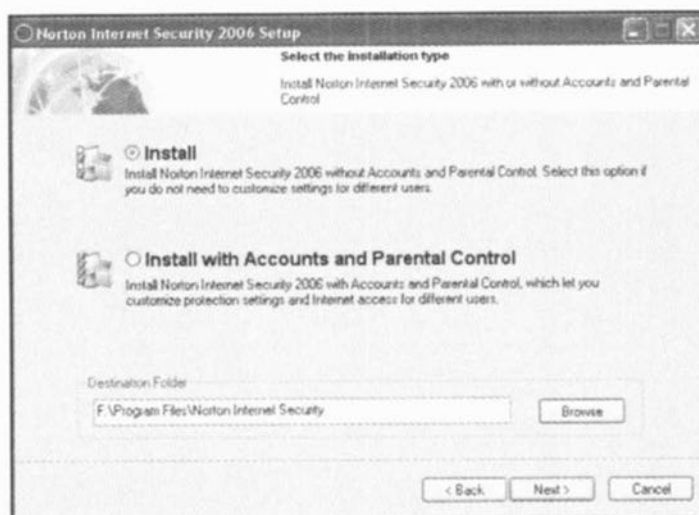 Norton Internet Security 2006 Setup
Select the installation type
Install Norton Internet Security 2006 with or without Accounts and Parental
Control
Install
Install Norton Internet Security 2006 without Accounts and Parental Control. Select this option if
you do not need to customize settings for different users.
Install with Accounts and Parental Control
Install Norton Internet Security 2006 with Accounts and Parental Control, which let you
customize protection settings and Internet access for different users.
Destination Folder
F:\Program Files\Norton Internet Security
Browse
< Back
Next >
Cancel